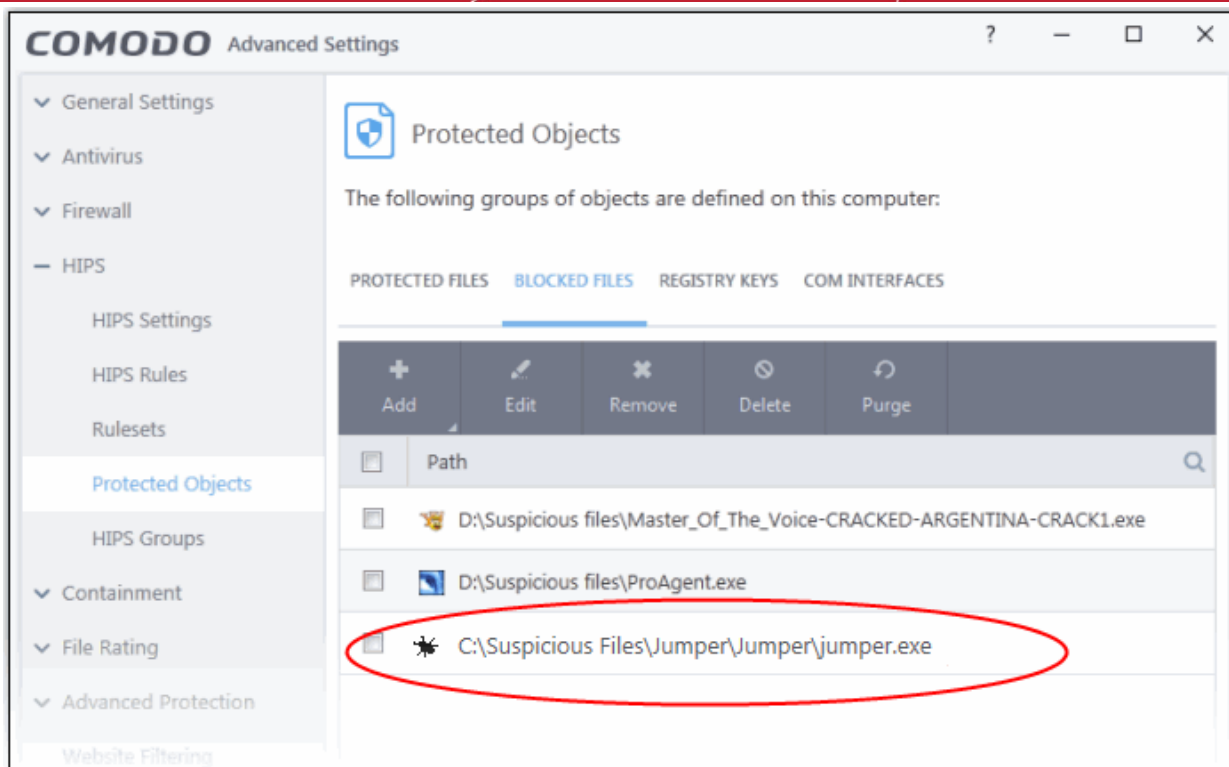 COMODO Advanced Settings ?
General Settings
Antivirus
Firewall
HIPS
HIPS Settings
HIPS Rules
Rulesets
Protected Objects
HIPS Groups
Containment
File Rating
Advanced Protection
Website Filtering
Protected Objects
The following groups of objects are defined on this computer:
PROTECTED FILES BLOCKED FILES REGISTRY KEYS COM INTERFACES
Add Edit Remove Delete Purge
Path
D:\Suspicious files\Master_Of_The_Voice-CRACKED-ARGENTINA-CRACK1.exe
D:\Suspicious files\ProAgent.exe
C:\Suspicious Files\Jumper\Jumper\jumper.exe